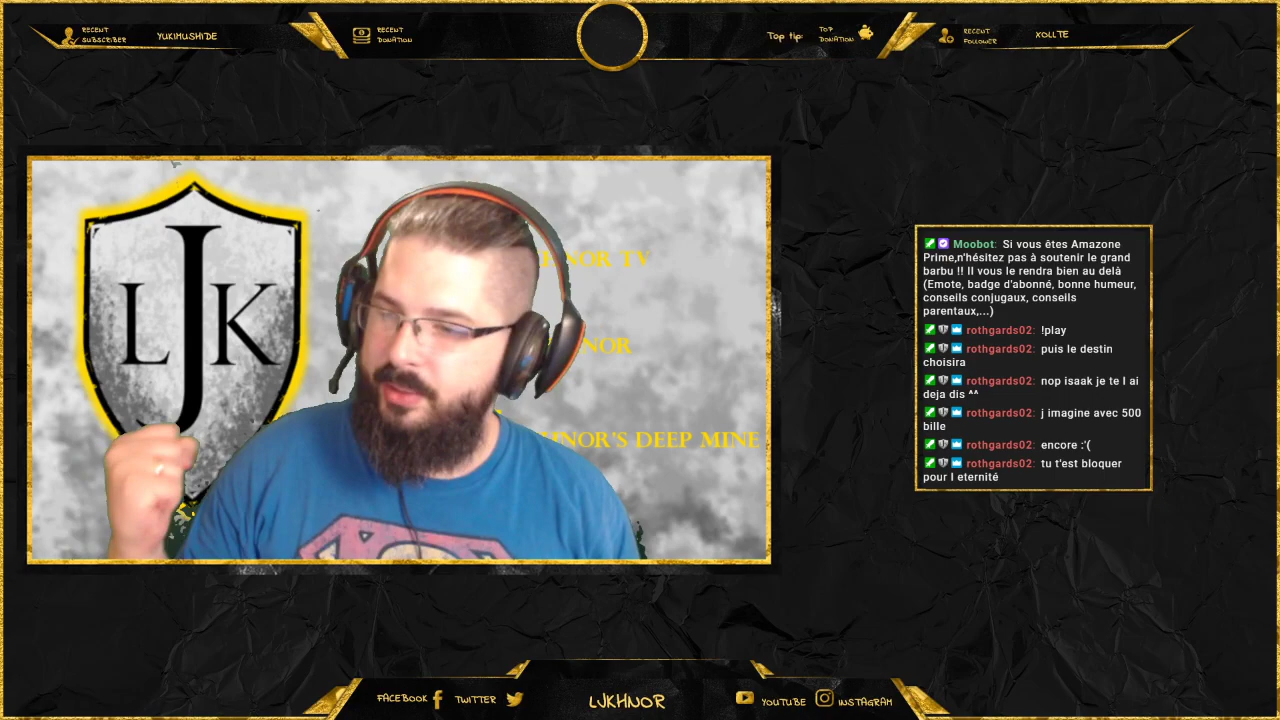 RECENT
SUBSCRIBER
YUKIMUSHIDE
RECENT
DONATION
Top tip:
TOP
DONATION
RECENT
FOLLOWER
XOLLTE
LJK
NOR TV
NOR
HNOR'S DEEP MINE
Moobot: Si vous êtes Amazone
Prime,n'hésitez pas à soutenir le grand
barbu !! Il vous le rendra bien au delà
(Emote, badge d'abonné, bonne humeur,
conseils conjugaux, conseils
parentaux,...)
rothgards02: !play
rothgards02: puis le destin
choisira
rothgards02: nop isaak je te l ai
deja dis ^^
rothgards02: j imagine avec 500
bille
rothgards02: encore :'(
rothgards02: tu t'est bloquer
pour l eternité
FACEBOOK
TWITTER
LJKHNOR
YOUTUBE
INSTAGRAM